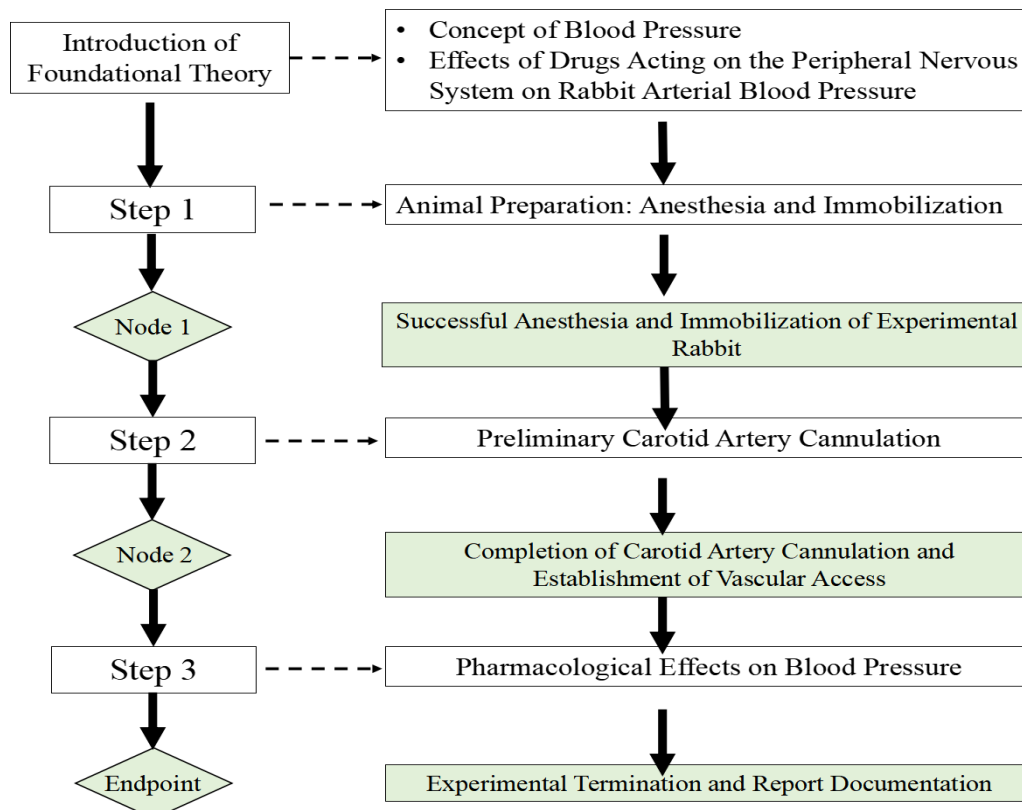 Introduction of
Foundational Theory
• Concept of Blood Pressure
• Effects of Drugs Acting on the Peripheral Nervous
System on Rabbit Arterial Blood Pressure
Step 1
Animal Preparation: Anesthesia and Immobilization
Node 1
Successful Anesthesia and Immobilization of Experimental
Rabbit
Step 2
Preliminary Carotid Artery Cannulation
Node 2
Completion of Carotid Artery Cannulation and
Establishment of Vascular Access
Step 3
Pharmacological Effects on Blood Pressure
Endpoint
Experimental Termination and Report Documentation